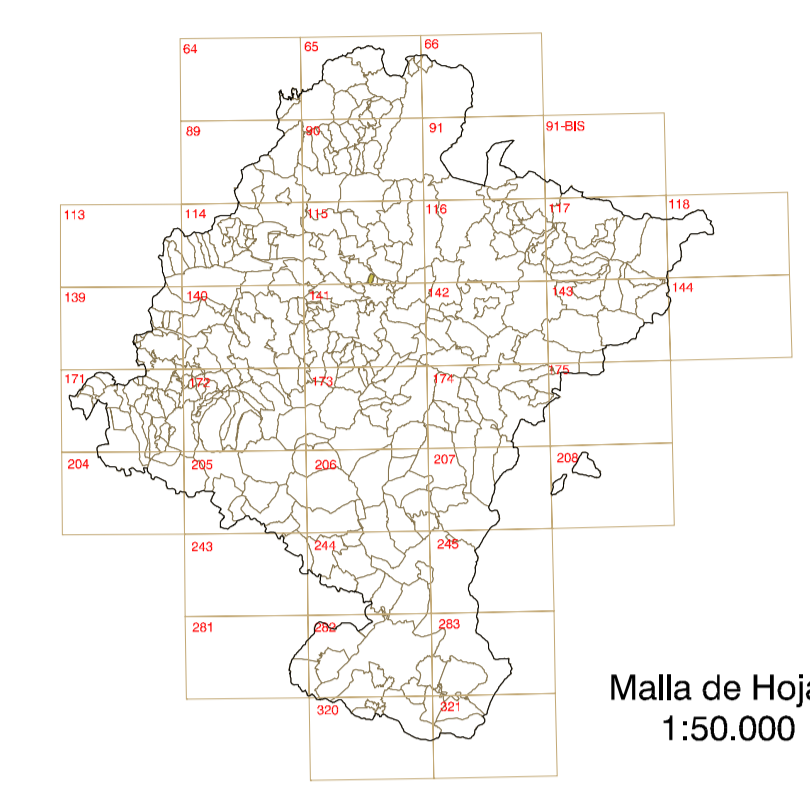 64 65 66
89 90 91 91-BIS
113 114 115 116 117 118
139 140 141 142 143 144
171 172 173 174 175
204 205 206 207 208
243 244 245
281 282 283
320 321
Malla de Hoja
1:50.000